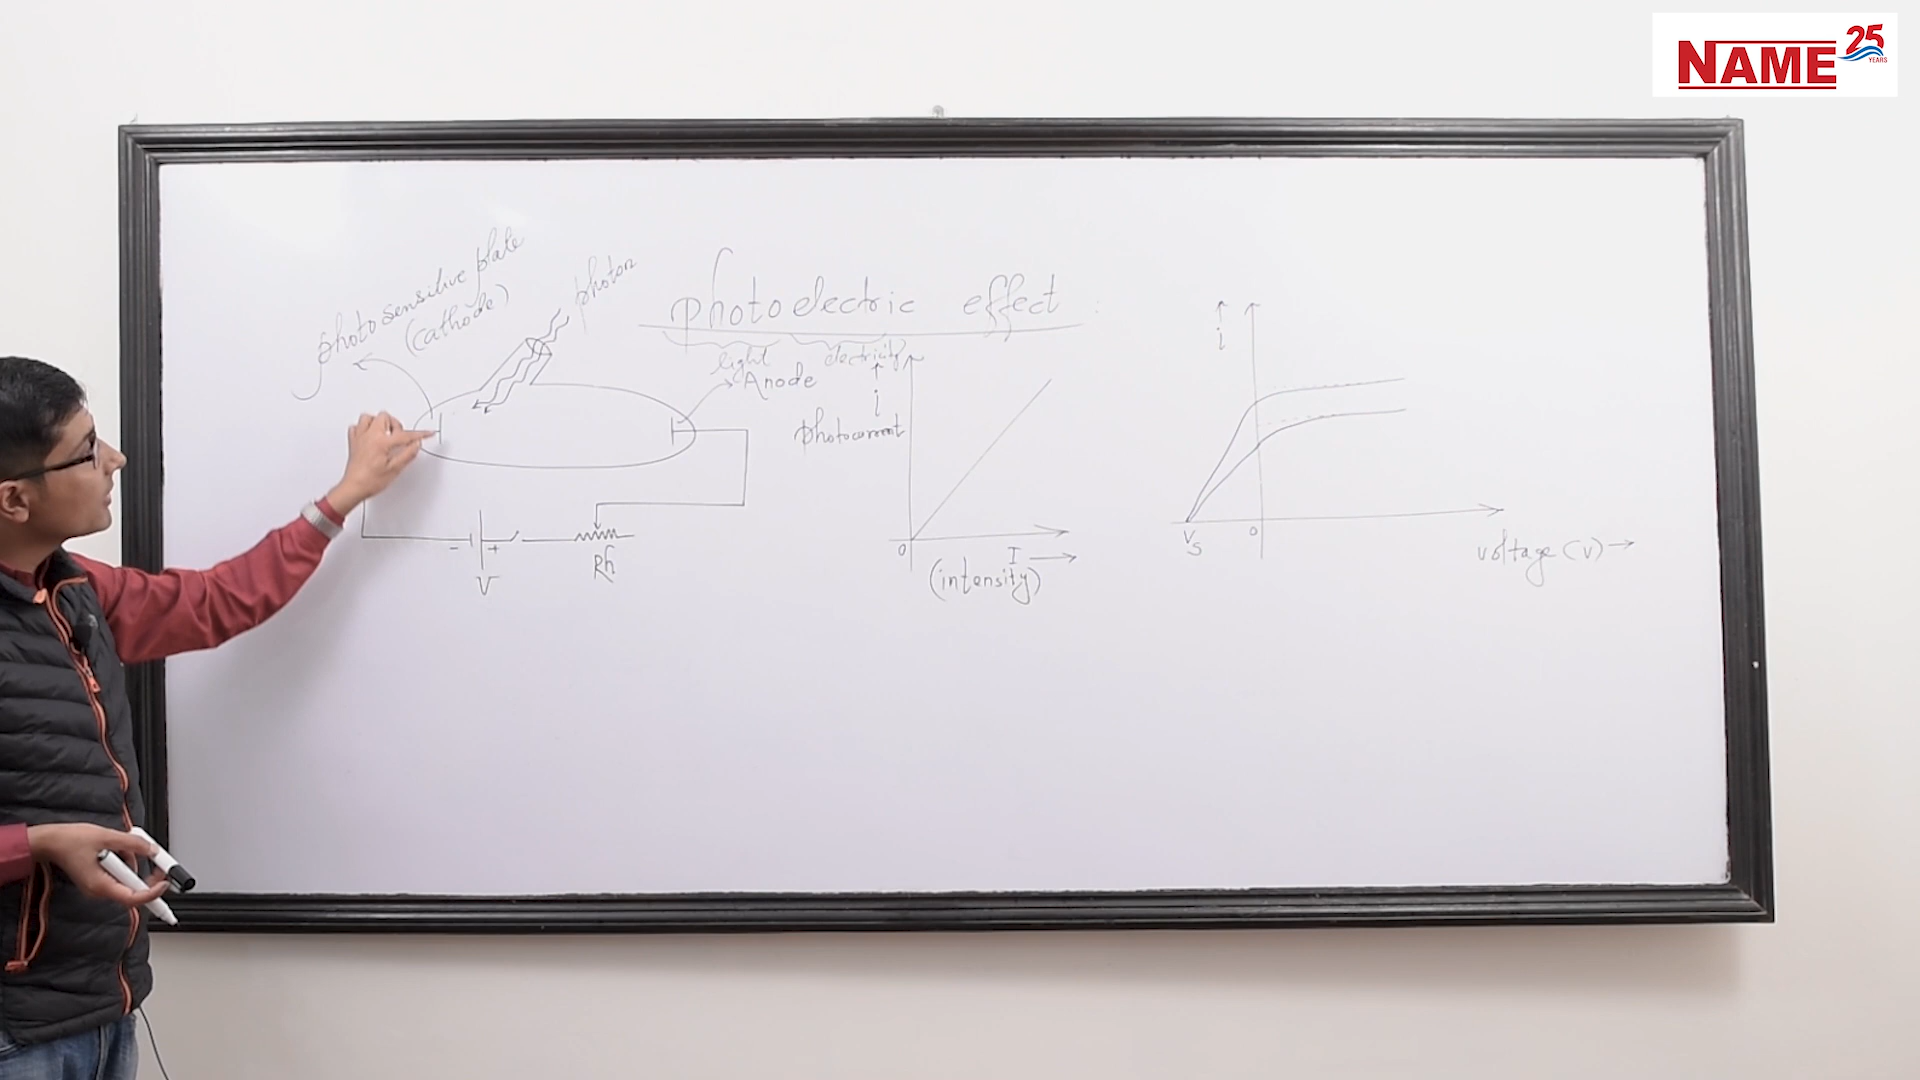 NAME 25
YEARS
photosensitive plate
(cathode)
photon
photoelectric effect :
light electricity
Anode
i
photocurrent
0
I
(intensity)
- +
V
Rh
i
Vs
0
voltage (v)